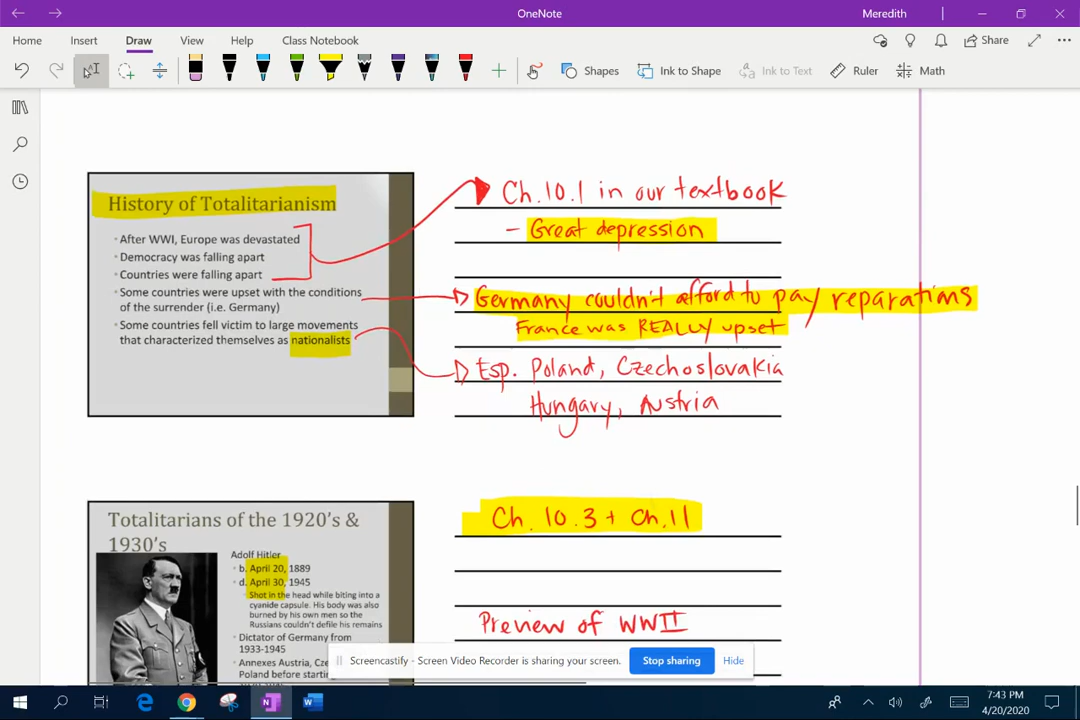 OneNote
Meredith
Home Insert Draw View Help Class Notebook
Share
Shapes Ink to Shape Ink to Text Ruler Math
History of Totalitarianism
After WWI, Europe was devastated
Democracy was falling apart
Countries were falling apart
Some countries were upset with the conditions
of the surrender (i.e. Germany)
Some countries fell victim to large movements
that characterized themselves as nationalists
Ch.10.1 in our textbook
- Great depression
Germany couldn't afford to pay reparations
France was REALLY upset
Esp. Poland, Czechoslovakia
Hungary, Austria
Totalitarians of the 1920's &
1930's
Adolf Hitler
b. April 20, 1889
d. April 30, 1945
Shot in the head while biting into a
cyanide capsule. His body was also
burned by his own men so the
Russians couldn't defile his remains
Dictator of Germany from
1933-1945
Annexes Austria,
Poland before
Ch. 10.3 + Ch.11
Preview of WWII
Screencastify - Screen Video Recorder is sharing your screen.
Stop sharing
Hide
7:43 PM
4/20/2020